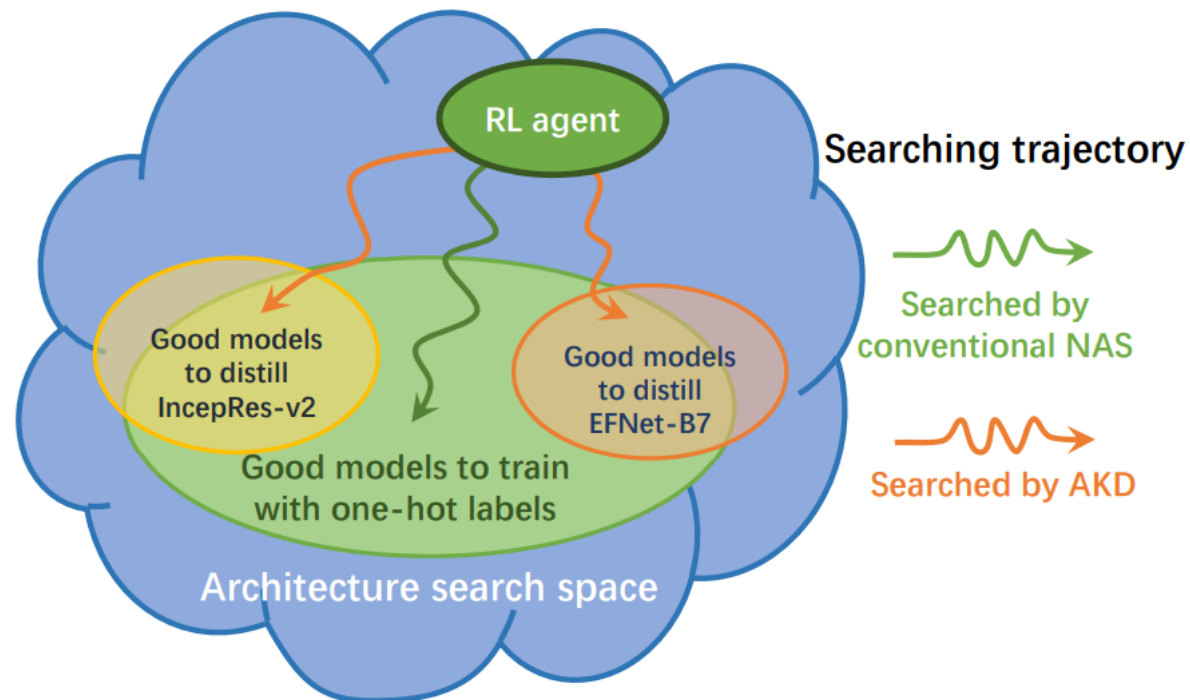 RL agent
Searching trajectory
Searched by
conventional NAS
Searched by AKD
Good models
to distill
IncepRes-v2
Good models
to distill
EFNet-B7
Good models to train
with one-hot labels
Architecture search space